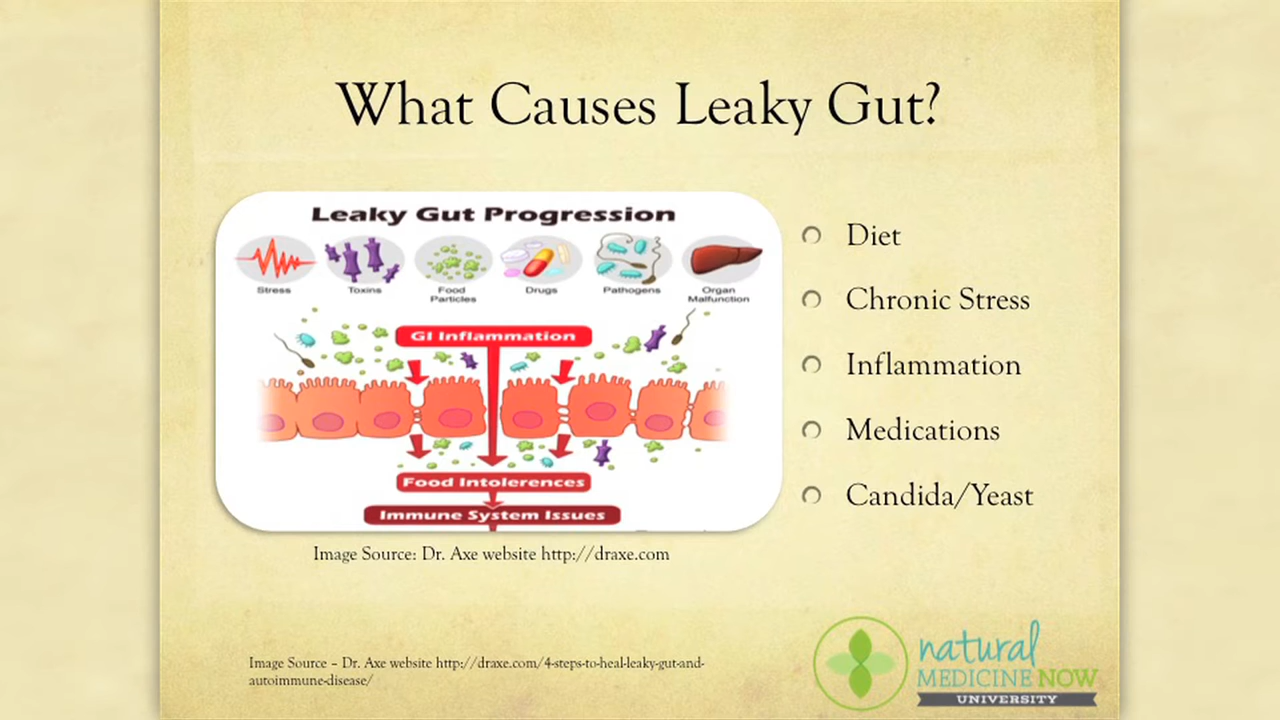 What Causes Leaky Gut?
Leaky Gut Progression
Stress
Toxins
Food
Particles
Drugs
Pathogens
Organ
Malfunction
GI Inflammation
Food Intolerences
Immune System Issues
Image Source: Dr. Axe website http://draxe.com
Diet
Chronic Stress
Inflammation
Medications
Candida/Yeast
Image Source – Dr. Axe website http://draxe.com/4-steps-to-heal-leaky-gut-and-
autoimmune-disease/
natural
MEDICINE NOW
UNIVERSITY